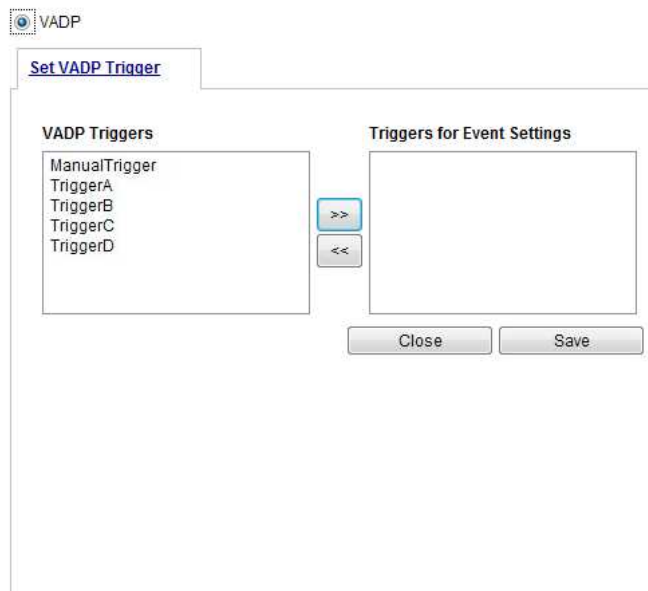 VADP
Set VADP Trigger
VADP Triggers
Triggers for Event Settings
ManualTrigger
TriggerA
TriggerB
TriggerC
TriggerD
>>
<<
Close
Save